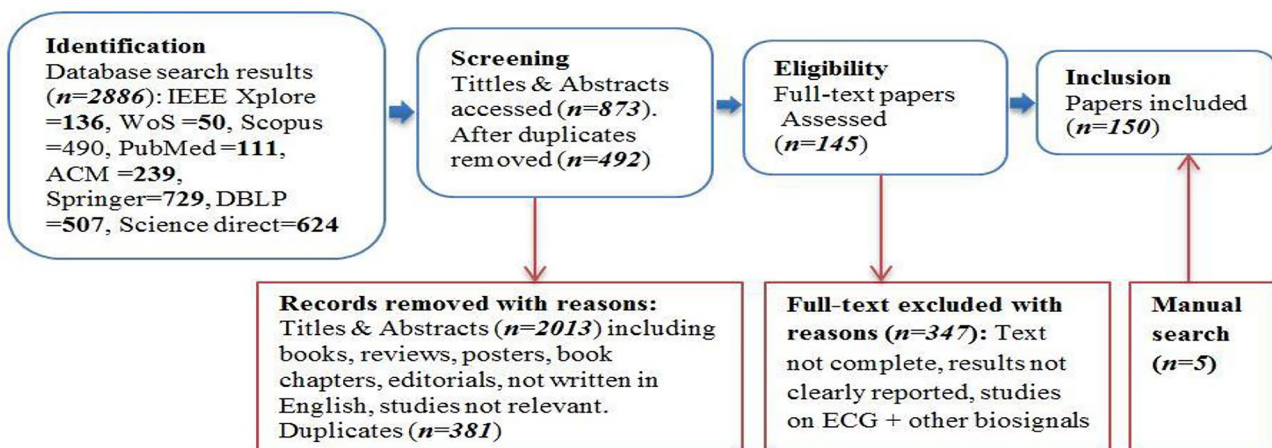 Identification
Database search results
(n=2886): IEEE Xplore
=136, WoS =50, Scopus
=490, PubMed =111,
ACM =239,
Springer=729, DBLP
=507, Science direct=624
Screening
Tittles & Abstracts
accessed (n=873).
After duplicates
removed (n=492)
Eligibility
Full-text papers
Assessed
(n=145)
Inclusion
Papers included
(n=150)
Records removed with reasons:
Titles & Abstracts (n=2013) including
books, reviews, posters, book
chapters, editorials, not written in
English, studies not relevant.
Duplicates (n=381)
Full-text excluded with
reasons (n=347): Text
not complete, results not
clearly reported, studies
on ECG + other biosignals
Manual
search
(n=5)